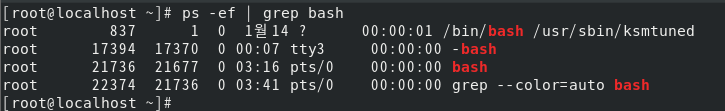 [root@localhost ~]# ps -ef | grep bash
root 837 1 0 1월14 ? 00:00:01 /bin/bash /usr/sbin/ksmtuned
root 17394 17370 0 00:07 tty3 00:00:00 -bash
root 21736 21677 0 03:16 pts/0 00:00:00 bash
root 22374 21736 0 03:41 pts/0 00:00:00 grep --color=auto bash
[root@localhost ~]#